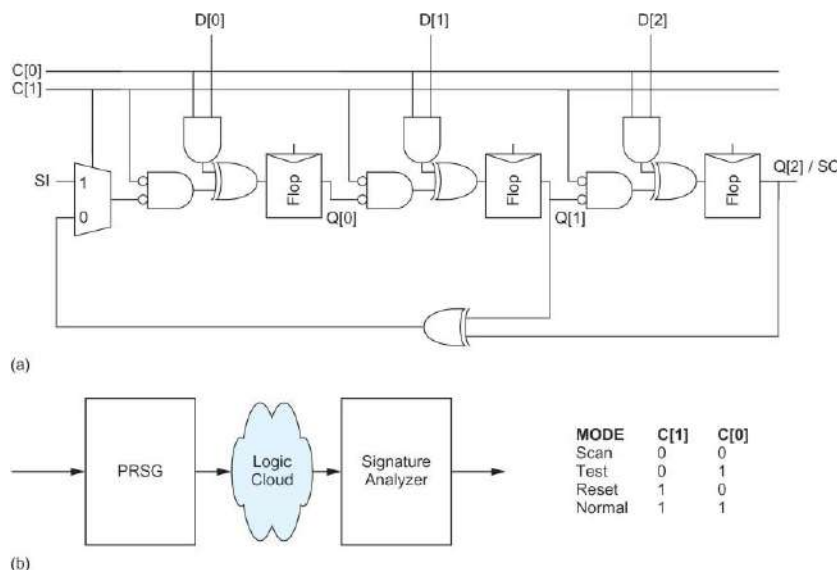 D[0] D[1] D[2]
C[0]
C[1]
SI
1
0
Flop
Flop
Flop
Q[0]
Q[1]
Q[2] / SO
(a)
PRSG
Logic
Cloud
Signature
Analyzer
MODE C[1] C[0]
Scan 0 0
Test 0 1
Reset 1 0
Normal 1 1
(b)